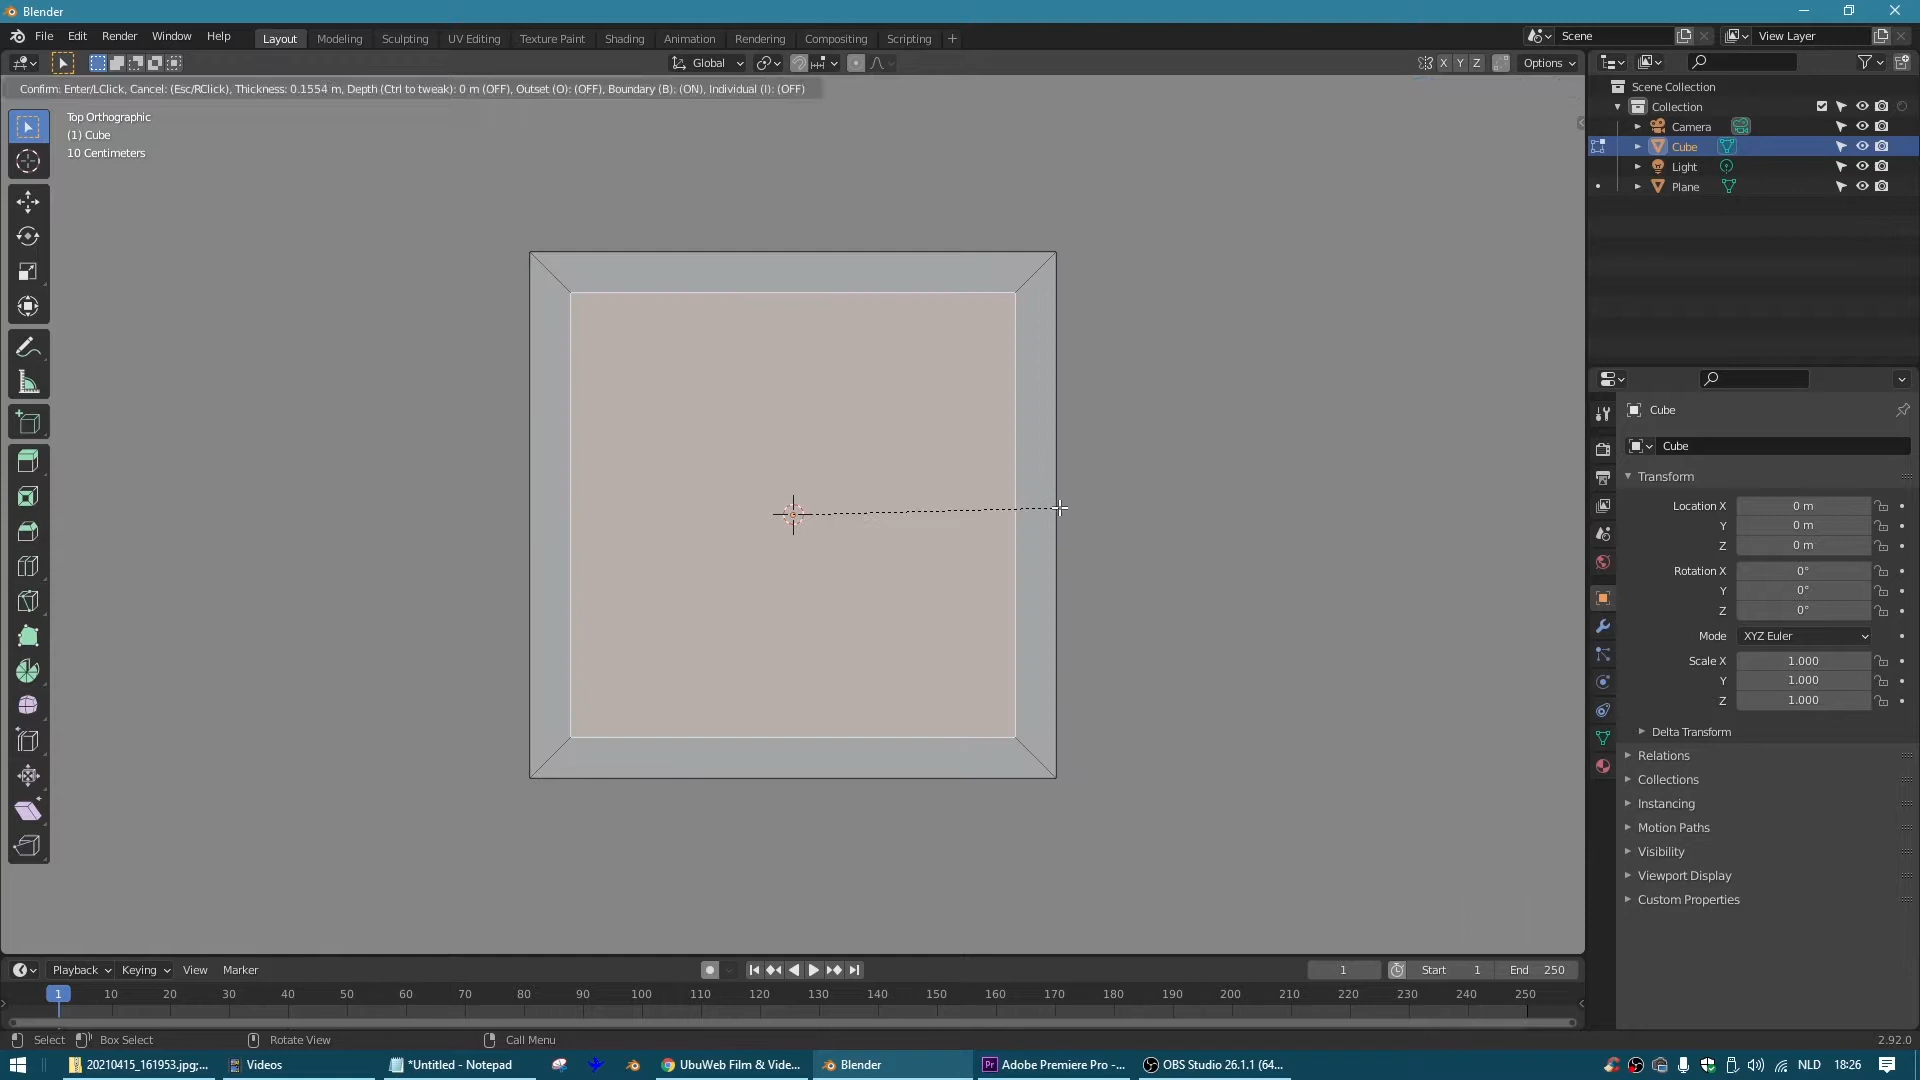 Blender
File Edit Render Window Help Layout Modeling Sculpting UV Editing Texture Paint Shading Animation Rendering Compositing Scripting + Scene View Layer
Global X Y Z Options
Confirm: Enter/LClick, Cancel: (Esc/RClick), Thickness: 0.1554 m, Depth (Ctrl to tweak): 0 m (OFF), Outset (O): (OFF), Boundary (B): (ON), Individual (I): (OFF)
Top Orthographic
(1) Cube
10 Centimeters
Scene Collection
Collection
Camera
Cube
Light
Plane
Cube
Cube
Transform
Location X 0 m
Y 0 m
Z 0 m
Rotation X 0°
Y 0°
Z 0°
Mode XYZ Euler
Scale X 1.000
Y 1.000
Z 1.000
Delta Transform
Relations
Collections
Instancing
Motion Paths
Visibility
Viewport Display
Custom Properties
Playback Keying View Marker 1 Start 1 End 250
1 10 20 30 40 50 60 70 80 90 100 110 120 130 140 150 160 170 180 190 200 210 220 230 240 250
Select Box Select Rotate View Call Menu 2.92.0
20210415_161953.jpg;... Videos *Untitled - Notepad UbuWeb Film & Vide... Blender Pr Adobe Premiere Pro -... OBS Studio 26.1.1 (64... NLD 18:26